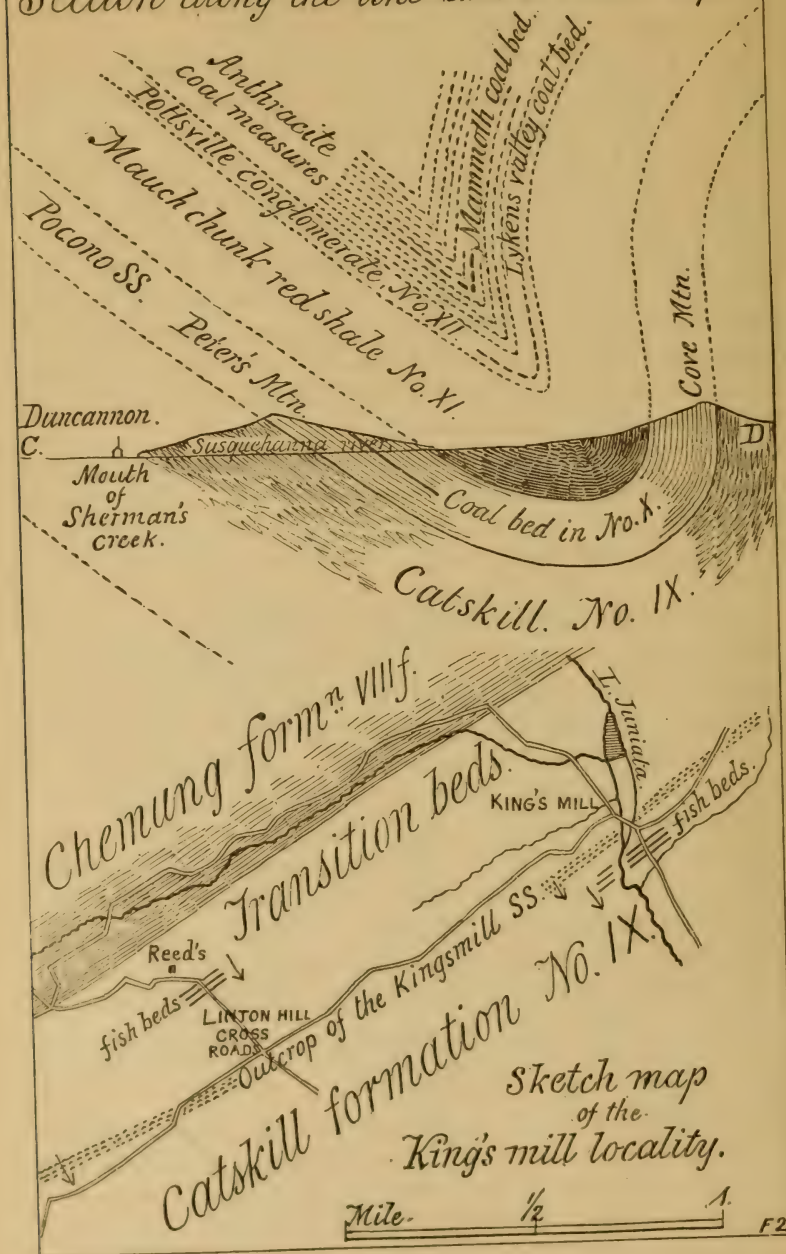 Section along the line
Anthracite
coal measures
Pottsville conglomerate, No. XII.
Mammoth coal bed.
Lykens valley coal bed.
Mauch chunk red shale No. XI.
Pocono SS. Peter's Mtn.
Cove Mtn.
Duncannon.
C.
Susquehanna river.
D
Mouth
of
Sherman's
creek.
Coal bed in No. X.
Catskill. No. IX.
Chemung formn. VIII f.
L. Juniata.
Transition beds.
KING'S MILL
fish beds.
Reed's
fish beds
LINTON HILL
CROSS
ROADS
Outcrop of the Kingsmill SS.
Catskill formation No. IX.
Sketch map
of the
King's mill locality.
Mile. 1/2 1.
F2